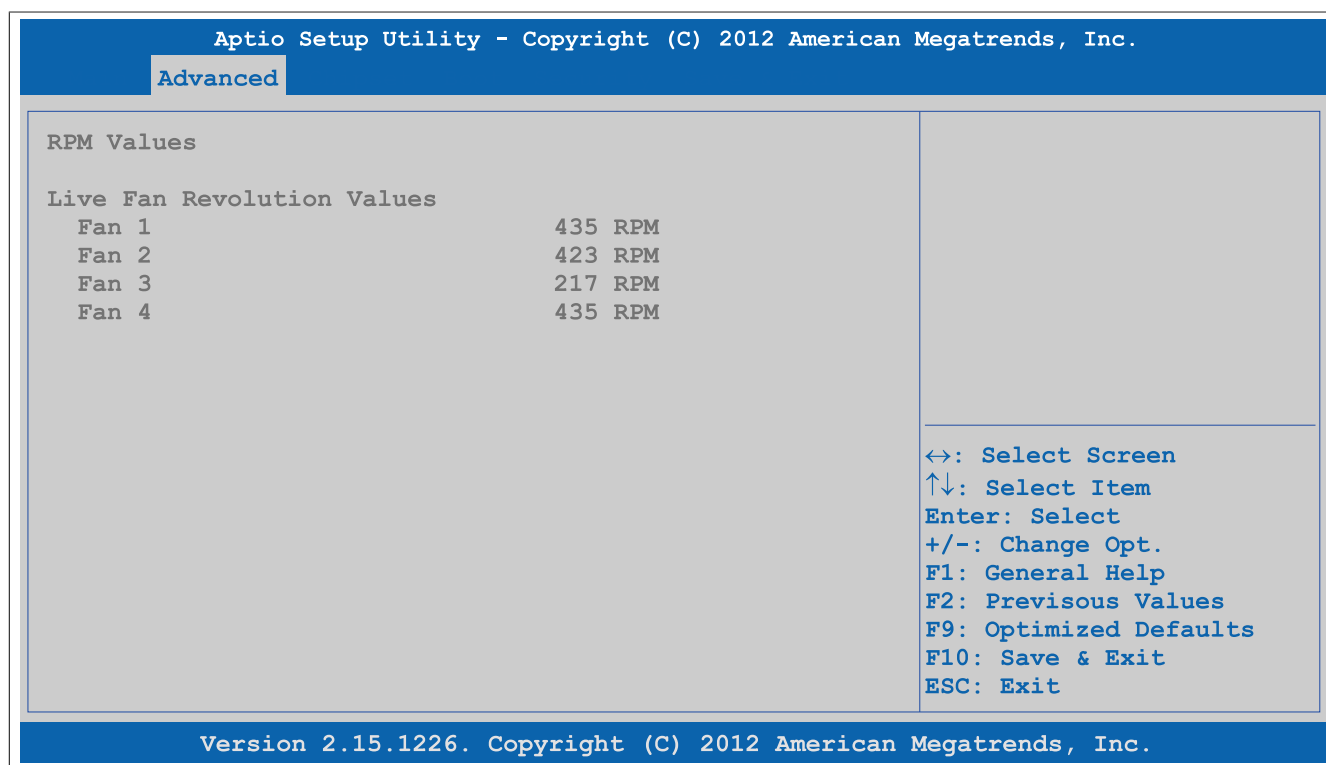 Aptio Setup Utility - Copyright (C) 2012 American Megatrends, Inc.
Advanced
RPM Values
Live Fan Revolution Values
Fan 1 435 RPM
Fan 2 423 RPM
Fan 3 217 RPM
Fan 4 435 RPM
↔: Select Screen
↑↓: Select Item
Enter: Select
+/-: Change Opt.
F1: General Help
F2: Previsous Values
F9: Optimized Defaults
F10: Save & Exit
ESC: Exit
Version 2.15.1226. Copyright (C) 2012 American Megatrends, Inc.